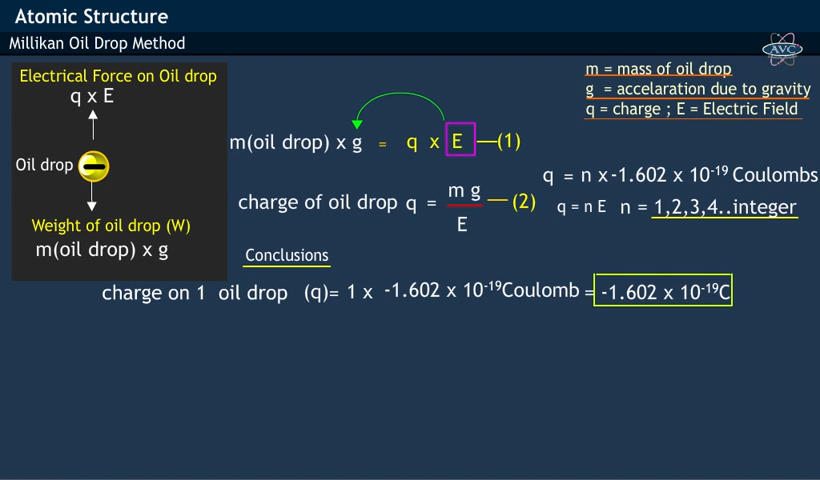 Atomic Structure
Millikan Oil Drop Method
AVC
Electrical Force on Oil drop
q x E
Oil drop
Weight of oil drop (W)
m(oil drop) x g
m = mass of oil drop
g = accelaration due to gravity
q = charge ; E = Electric Field
m(oil drop) x g = q x E —(1)
q = n x -1.602 x 10⁻¹⁹ Coulombs
charge of oil drop q = m g / E — (2)
q = n E n = 1,2,3,4..integer
Conclusions
charge on 1 oil drop (q)= 1 x -1.602 x 10⁻¹⁹Coulomb = -1.602 x 10⁻¹⁹C